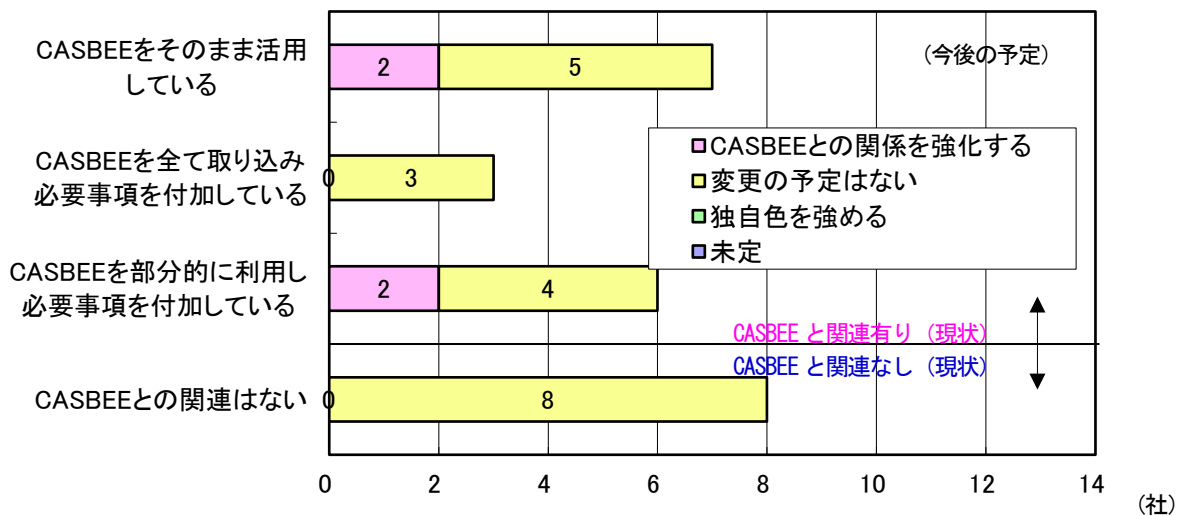 CASBEEをそのまま活用
している
2
5
(今後の予定)
CASBEEを全て取り込み
必要事項を付加している
0
3
CASBEEとの関係を強化する
変更の予定はない
独自色を強める
未定
CASBEEを部分的に利用し
必要事項を付加している
2
4
CASBEE と関連有り (現状)
CASBEE と関連なし (現状)
CASBEEとの関連はない
0
8
0 2 4 6 8 10 12 14
(社)